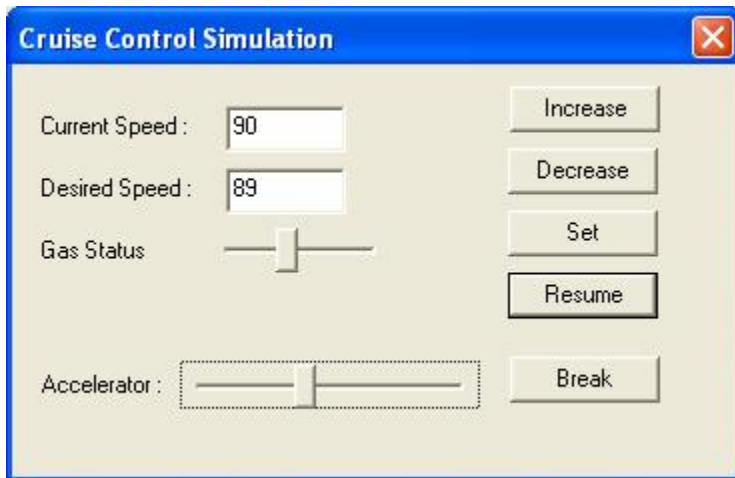 Cruise Control Simulation
Current Speed : 90
Desired Speed : 89
Gas Status
Accelerator :
Increase
Decrease
Set
Resume
Break